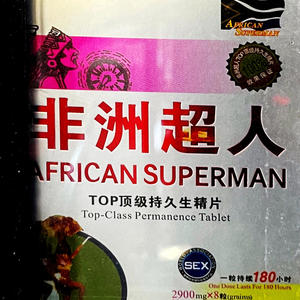 AFRICAN
SUPERMAN
非洲超人
AFRICAN SUPERMAN
TOP顶级持久生精片
Top-Class Permanence Tablet
SEX
一粒持续180小时
One Dose Lasts For 180 Hours
2900mg×8粒(grains)